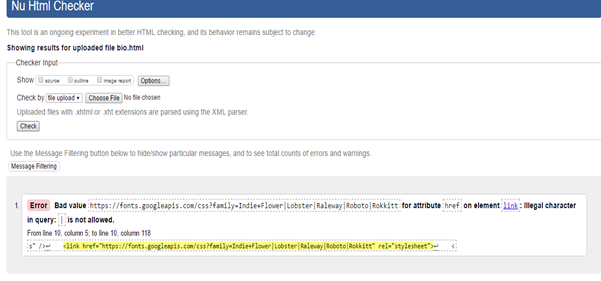 Nu Html Checker
This tool is an ongoing experiment in better HTML checking, and its behavior remains subject to change
Showing results for uploaded file bio.html
Checker Input
Show source outline image report Options...
Check by file upload Choose File No file chosen
Uploaded files with .xhtml or .xht extensions are parsed using the XML parser.
Check
Use the Message Filtering button below to hide/show particular messages, and to see total counts of errors and warnings.
Message Filtering
1. Error Bad value https://fonts.googleapis.com/css?family=Indie+Flower|Lobster|Raleway|Roboto|Rokkitt for attribute href on element link: Illegal character
in query: | is not allowed.
From line 10, column 5; to line 10, column 118
s" />↩ <link href="https://fonts.googleapis.com/css?family=Indie+Flower|Lobster|Raleway|Roboto|Rokkitt" rel="stylesheet">↩ <